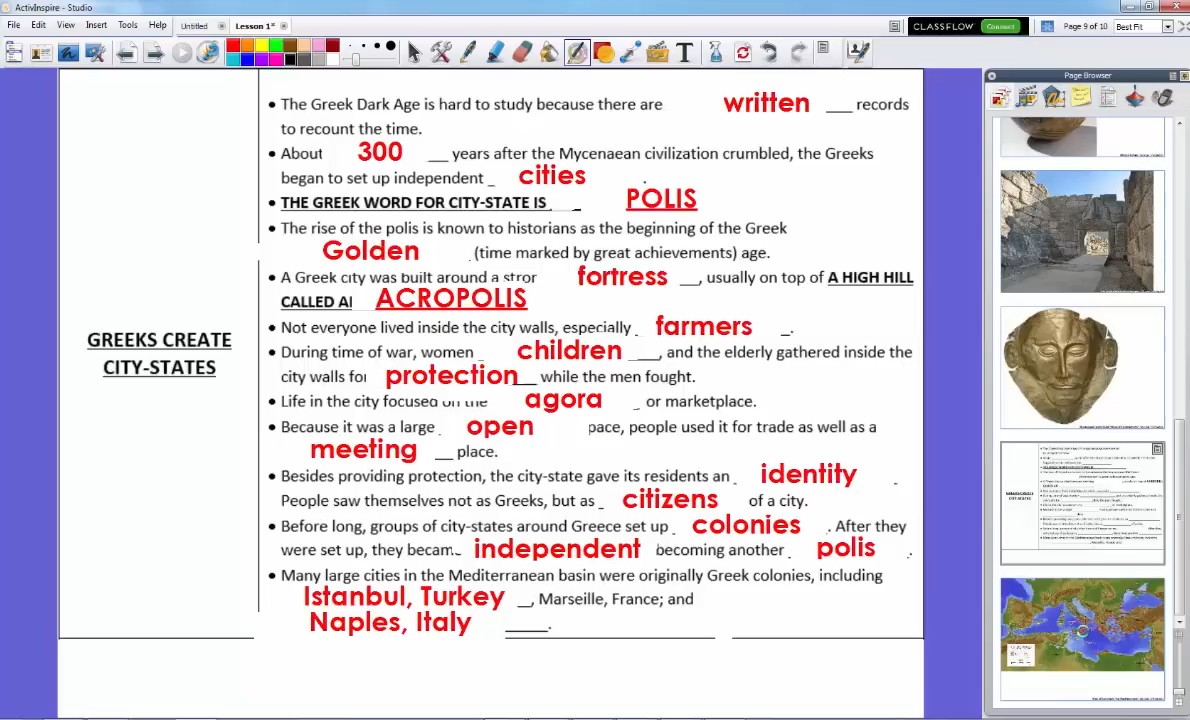 ActivInspire - Studio
File Edit View Insert Tools Help Untitled Lesson 1* CLASSFLOW Connect Page 9 of 10 Best Fit
Page Browser
GREEKS CREATE
CITY-STATES
• The Greek Dark Age is hard to study because there are written ___ records
to recount the time.
• About 300 __ years after the Mycenaean civilization crumbled, the Greeks
began to set up independent _ cities .
• THE GREEK WORD FOR CITY-STATE IS _ POLIS
• The rise of the polis is known to historians as the beginning of the Greek
Golden (time marked by great achievements) age.
• A Greek city was built around a stror fortress __, usually on top of A HIGH HILL
CALLED AI ACROPOLIS
• Not everyone lived inside the city walls, especially _ farmers _.
• During time of war, women _ children ___, and the elderly gathered inside the
city walls for protection __ while the men fought.
• Life in the city focused on the agora _ or marketplace.
• Because it was a large _ open pace, people used it for trade as well as a
meeting __ place.
• Besides providing protection, the city-state gave its residents an _ identity .
People saw themselves not as Greeks, but as _ citizens of a city.
• Before long, groups of city-states around Greece set up colonies . After they
were set up, they becam_ independent becoming another _ polis .
• Many large cities in the Mediterranean basin were originally Greek colonies, including
Istanbul, Turkey _, Marseille, France; and
Naples, Italy _____.